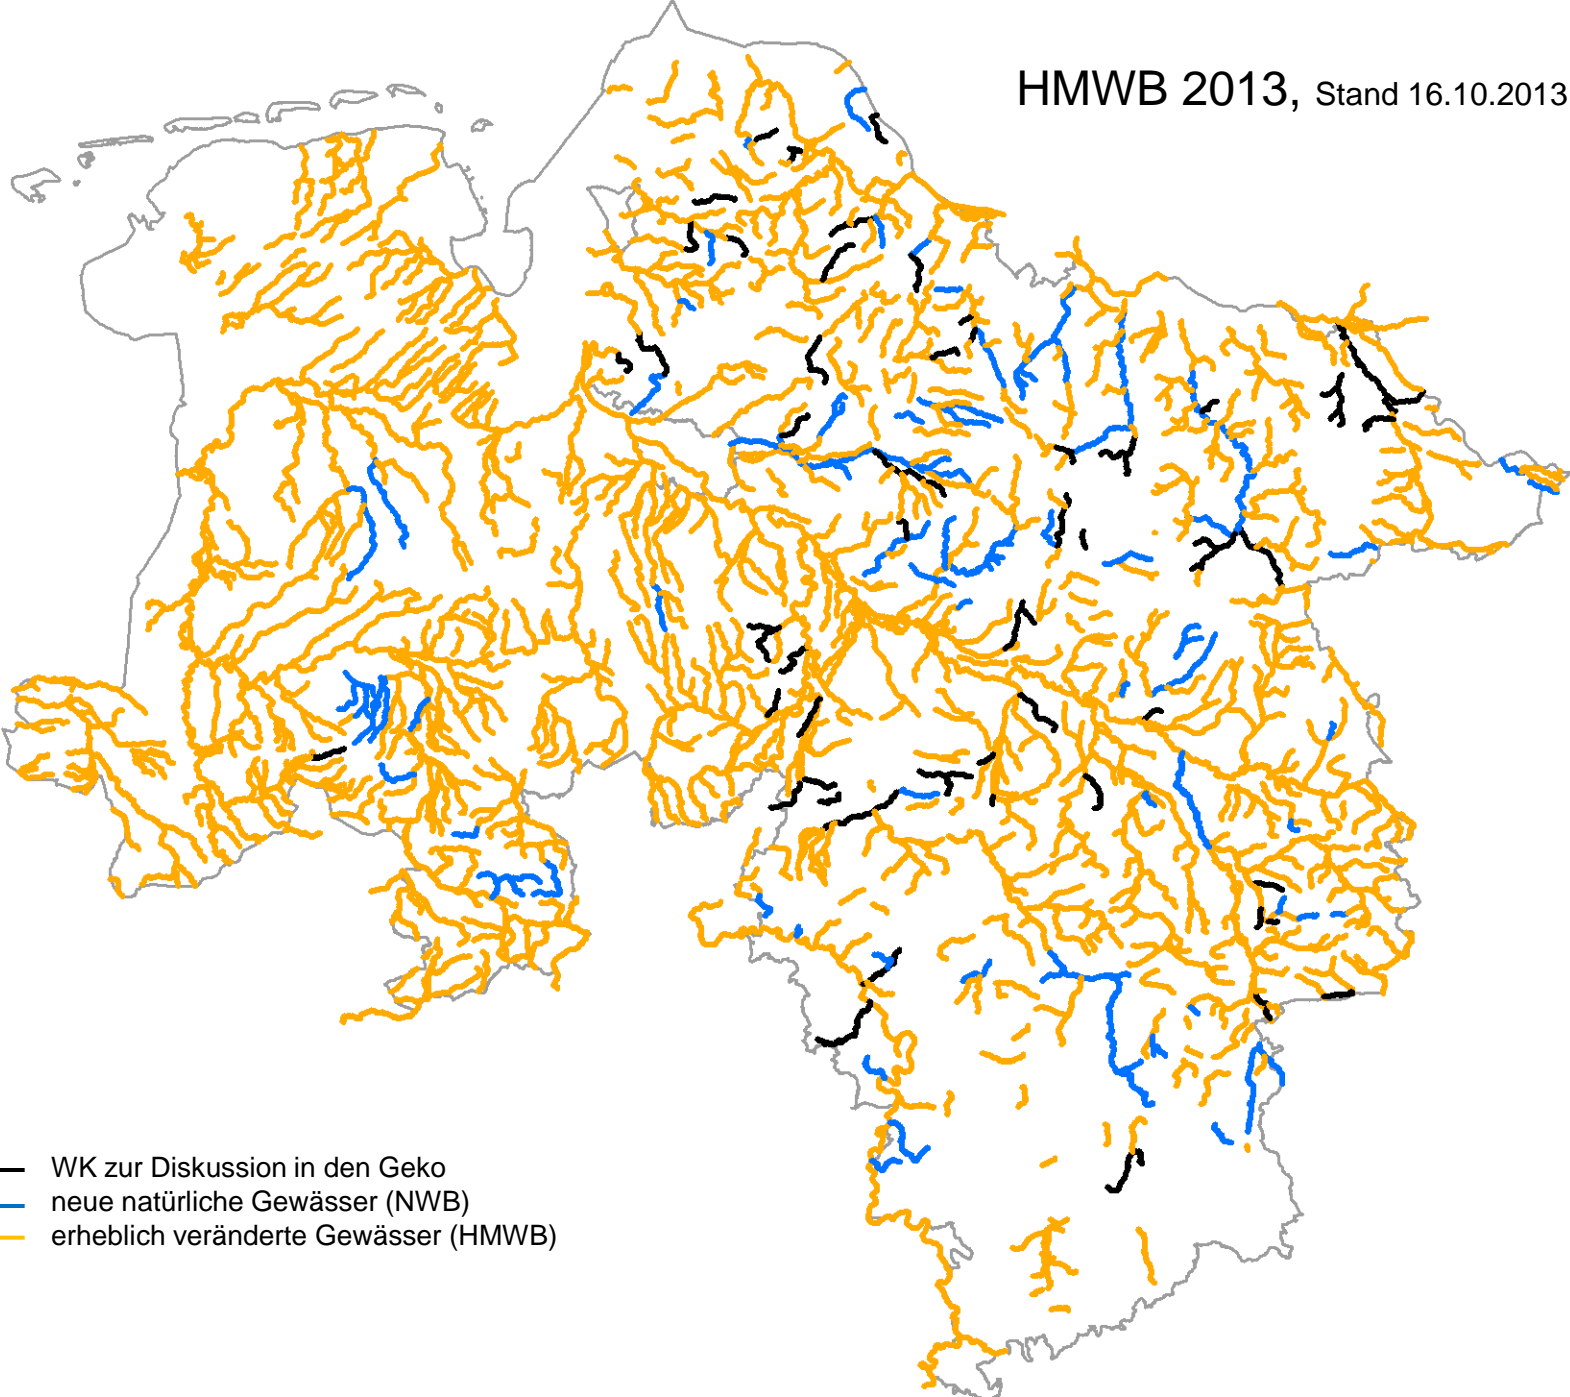 HMWB 2013, Stand 16.10.2013
WK zur Diskussion in den Geko
neue natürliche Gewässer (NWB)
erheblich veränderte Gewässer (HMWB)